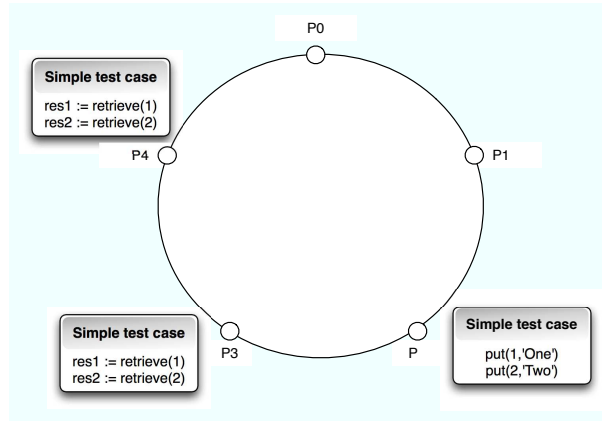 P0
Simple test case
res1 := retrieve(1)
res2 := retrieve(2)
P4
P1
Simple test case
res1 := retrieve(1)
res2 := retrieve(2)
P3
P
Simple test case
put(1,'One')
put(2,'Two')